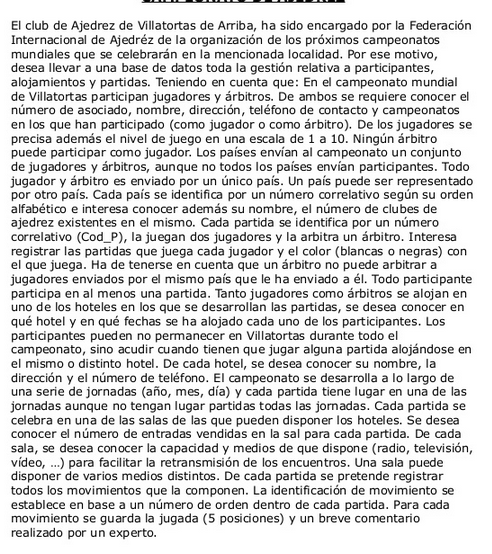 El club de Ajedrez de Villatortas de Arriba, ha sido encargado por la Federación
Internacional de Ajedréz de la organización de los próximos campeonatos
mundiales que se celebrarán en la mencionada localidad. Por ese motivo,
desea llevar a una base de datos toda la gestión relativa a participantes,
alojamientos y partidas. Teniendo en cuenta que: En el campeonato mundial
de Villatortas participan jugadores y árbitros. De ambos se requiere conocer el
número de asociado, nombre, dirección, teléfono de contacto y campeonatos
en los que han participado (como jugador o como árbitro). De los jugadores se
precisa además el nivel de juego en una escala de 1 a 10. Ningún árbitro
puede participar como jugador. Los países envían al campeonato un conjunto
de jugadores y árbitros, aunque no todos los países envían participantes. Todo
jugador y árbitro es enviado por un único país. Un país puede ser representado
por otro país. Cada país se identifica por un número correlativo según su orden
alfabético e interesa conocer además su nombre, el número de clubes de
ajedrez existentes en el mismo. Cada partida se identifica por un número
correlativo (Cod_P), la juegan dos jugadores y la arbitra un árbitro. Interesa
registrar las partidas que juega cada jugador y el color (blancas o negras) con
el que juega. Ha de tenerse en cuenta que un árbitro no puede arbitrar a
jugadores enviados por el mismo país que le ha enviado a él. Todo participante
participa en al menos una partida. Tanto jugadores como árbitros se alojan en
uno de los hoteles en los que se desarrollan las partidas, se desea conocer en
qué hotel y en qué fechas se ha alojado cada uno de los participantes. Los
participantes pueden no permanecer en Villatortas durante todo el
campeonato, sino acudir cuando tienen que jugar alguna partida alojándose en
el mismo o distinto hotel. De cada hotel, se desea conocer su nombre, la
dirección y el número de teléfono. El campeonato se desarrolla a lo largo de
una serie de jornadas (año, mes, día) y cada partida tiene lugar en una de las
jornadas aunque no tengan lugar partidas todas las jornadas. Cada partida se
celebra en una de las salas de las que pueden disponer los hoteles. Se desea
conocer el número de entradas vendidas en la sal para cada partida. De cada
sala, se desea conocer la capacidad y medios de que dispone (radio, televisión,
vídeo, …) para facilitar la retransmisión de los encuentros. Una sala puede
disponer de varios medios distintos. De cada partida se pretende registrar
todos los movimientos que la componen. La identificación de movimiento se
establece en base a un número de orden dentro de cada partida. Para cada
movimiento se guarda la jugada (5 posiciones) y un breve comentario
realizado por un experto.